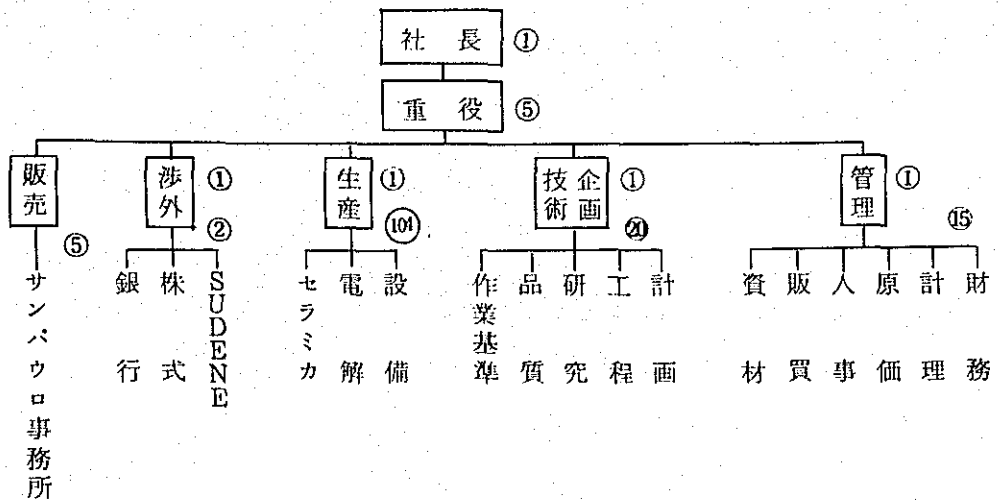 社長 ①
重役 ⑤
販売
渉外 ①
生産 ①
企画技術 ①
管理 ①
⑤
②
104
⑳
⑮
サンパウロ事務所
銀行
株式
SUDENE
セラミカ
電解
設備
作業基準
品質
研究
工程
計画
資材
販買
人事
原価
計理
財務